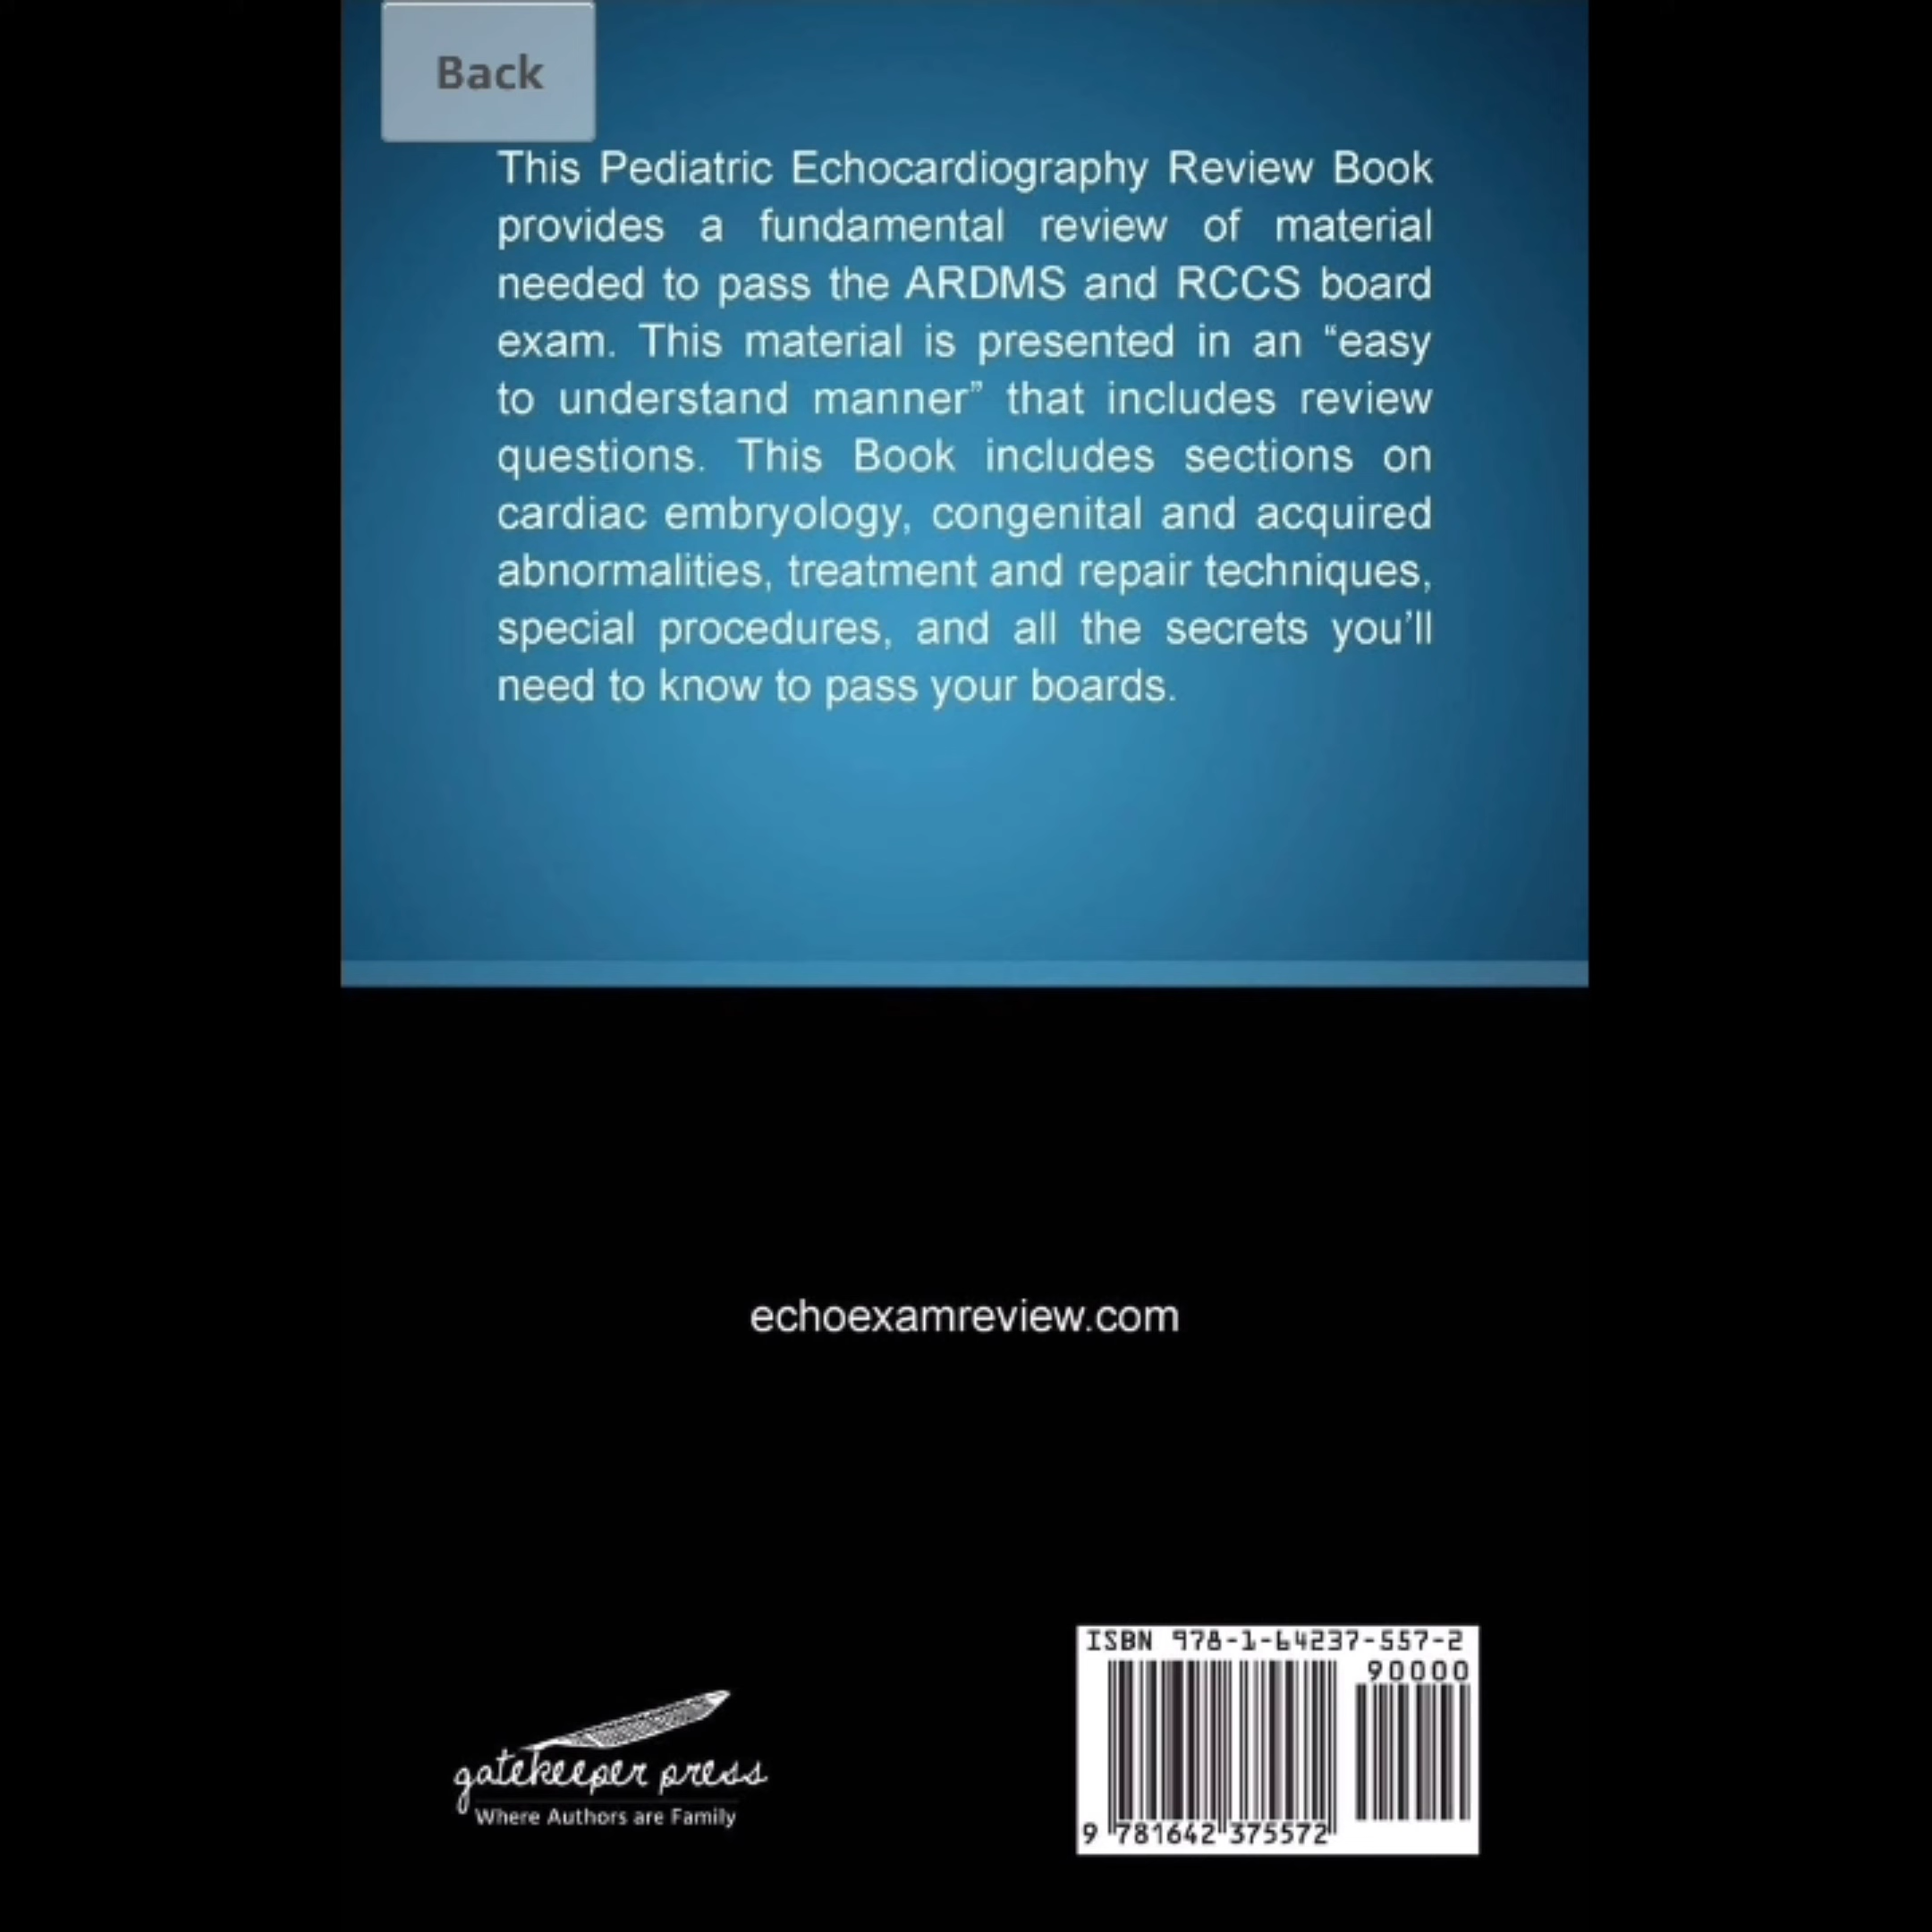 Back
This Pediatric Echocardiography Review Book
provides a fundamental review of material
needed to pass the ARDMS and RCCS board
exam. This material is presented in an “easy
to understand manner” that includes review
questions. This Book includes sections on
cardiac embryology, congenital and acquired
abnormalities, treatment and repair techniques,
special procedures, and all the secrets you’ll
need to know to pass your boards.
echoexamreview.com
gatekeeper press
Where Authors are Family
ISBN 978-1-64237-557-2
90000
9 781642 375572